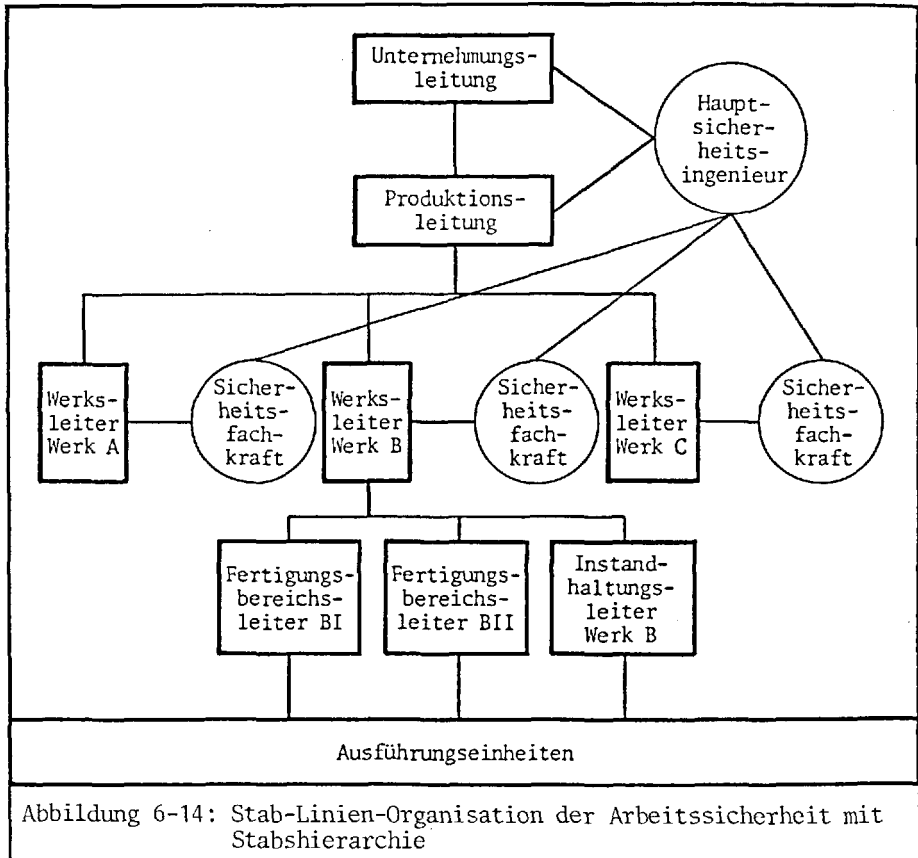 Unternehmungs-
leitung
Haupt-
sicher-
heits-
ingenieur
Produktions-
leitung
Werks-
leiter
Werk A
Sicher-
heits-
fach-
kraft
Werks-
leiter
Werk B
Sicher-
heits-
fach-
kraft
Werks-
leiter
Werk C
Sicher-
heits-
fach-
kraft
Fertigungs-
bereichs-
leiter BI
Fertigungs-
bereichs-
leiter BII
Instand-
haltungs-
leiter
Werk B
Ausführungseinheiten
Abbildung 6-14: Stab-Linien-Organisation der Arbeitssicherheit mit
Stabshierarchie